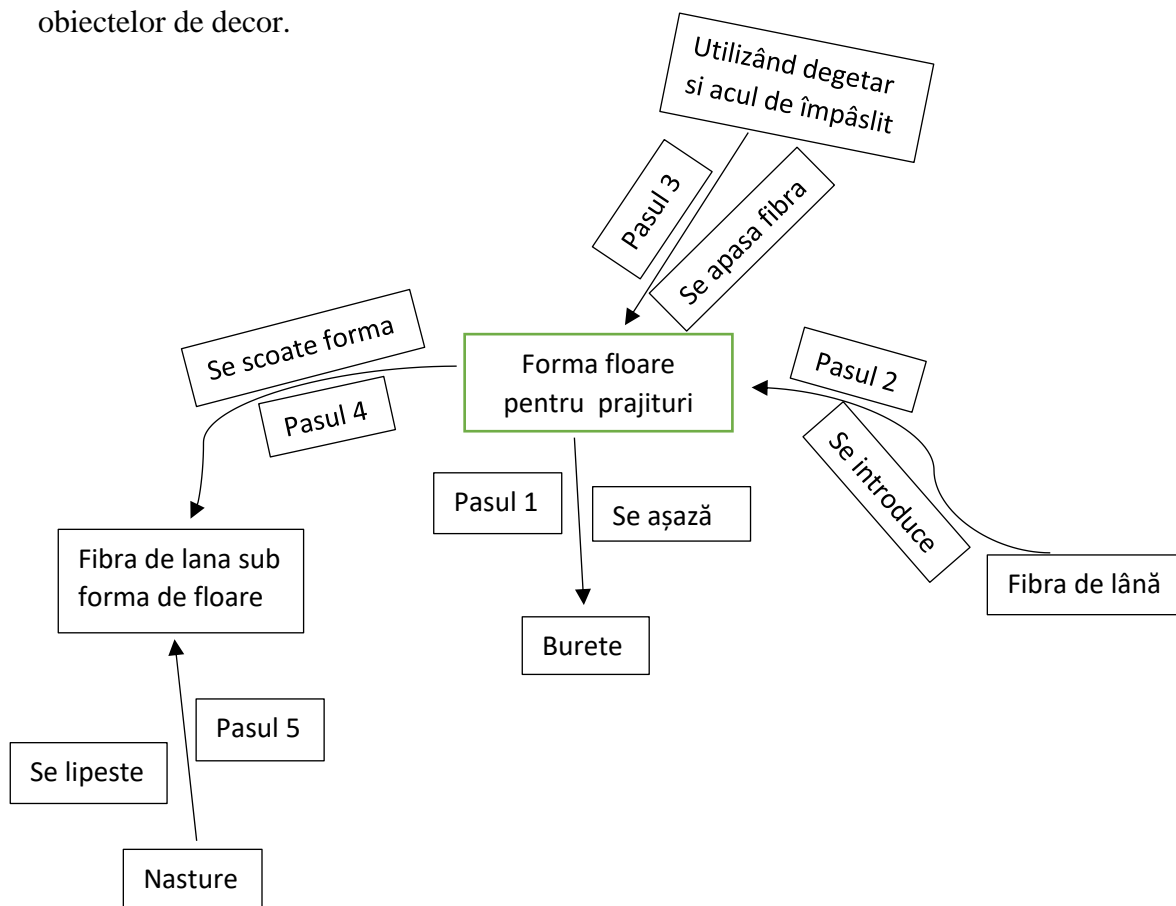 obiectelor de decor.
Utilizând degetar
si acul de împâslit
Pasul 3
Se apasa fibra
Se scoate forma
Pasul 4
Forma floare
pentru prajituri
Pasul 2
Se introduce
Pasul 1
Se așază
Fibra de lana sub
forma de floare
Fibra de lână
Burete
Pasul 5
Se lipeste
Nasture